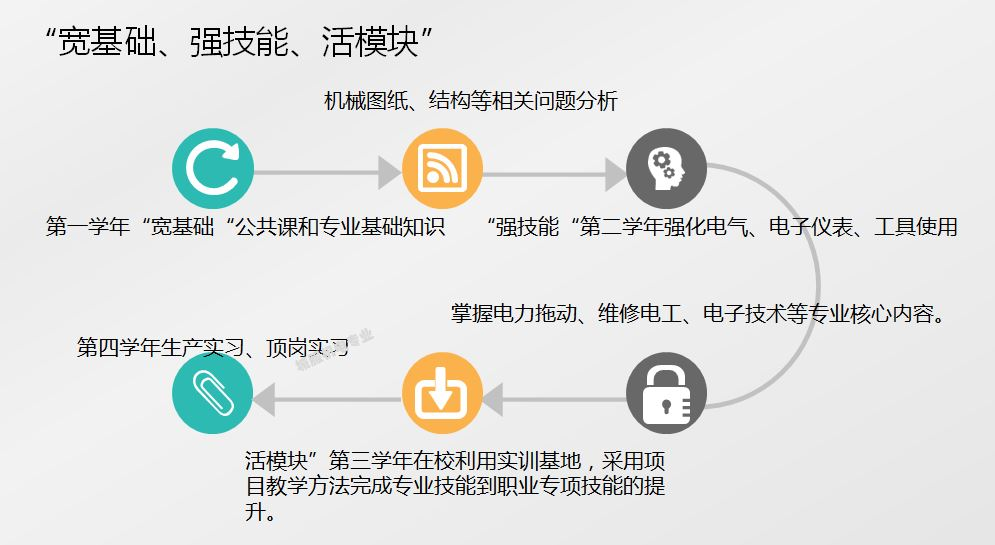 “宽基础、强技能、活模块”
机械图纸、结构等相关问题分析
第一学年“宽基础“公共课和专业基础知识
“强技能“第二学年强化电气、电子仪表、工具使用
掌握电力拖动、维修电工、电子技术等专业核心内容。
第四学年生产实习、顶岗实习
活模块”第三学年在校利用实训基地，采用项
目教学方法完成专业技能到职业专项技能的提
升。